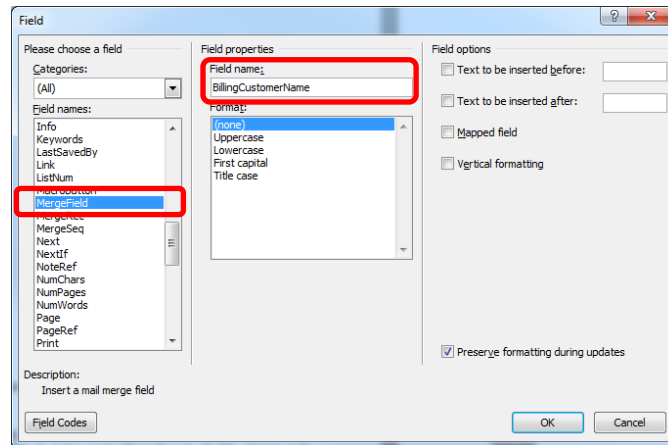 Field
Please choose a field
Categories:
(All)
Field names:
Info
Keywords
LastSavedBy
Link
ListNum
MacroButton
MergeField
MergeRec
MergeSeq
Next
NextIf
NoteRef
NumChars
NumPages
NumWords
Page
PageRef
Print
Field properties
Field name:
BillingCustomerName
Format:
(none)
Uppercase
Lowercase
First capital
Title case
Field options
Text to be inserted before:
Text to be inserted after:
Mapped field
Vertical formatting
Preserve formatting during updates
Description:
Insert a mail merge field
Field Codes
OK
Cancel